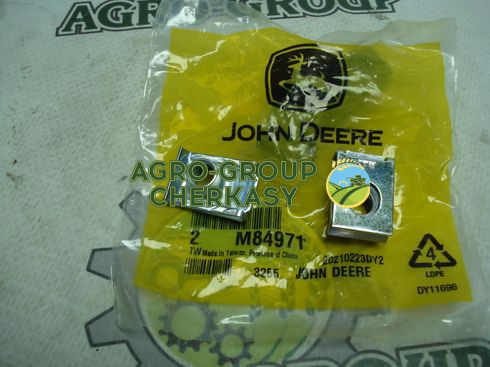 AGRO-GROUP
JOHN DEERE
AGRO-GROUP
CHERKASY
2 M84971
TW Made in Taiwan, Province of China
20210223DY2
3255 JOHN DEERE
4
LDPE
DY11696